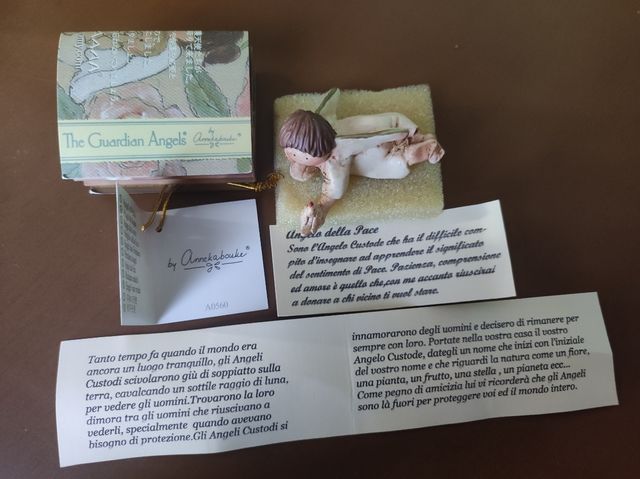 The Guardian Angels®
by Annekabouke
by Annekabouke
A0560
Angelo della Pace
Sono l'Angelo Custode che ha il difficile com-
pito d'insegnare ad apprendere il significato
del sentimento di Pace. Pazienza, comprensione
ed amore è quello che,con me accanto riuscirai
a donare a chi vicino ti vuol stare.
Tanto tempo fa quando il mondo era
ancora un luogo tranquillo, gli Angeli
Custodi scivolarono giù di soppiatto sulla
terra, cavalcando un sottile raggio di luna,
per vedere gli uomini.Trovarono la loro
dimora tra gli uomini che riuscivano a
vederli, specialmente quando avevano
bisogno di protezione.Gli Angeli Custodi si
innamorarono degli uomini e decisero di rimanere per
sempre con loro. Portate nella vostra casa il vostro
Angelo Custode, dategli un nome che inizi con l'iniziale
del vostro nome e che riguardi la natura come un fiore,
una pianta, un frutto, una stella , un pianeta ecc...
Come pegno di amicizia lui vi ricorderà che gli Angeli
sono là fuori per proteggere voi ed il mondo intero.